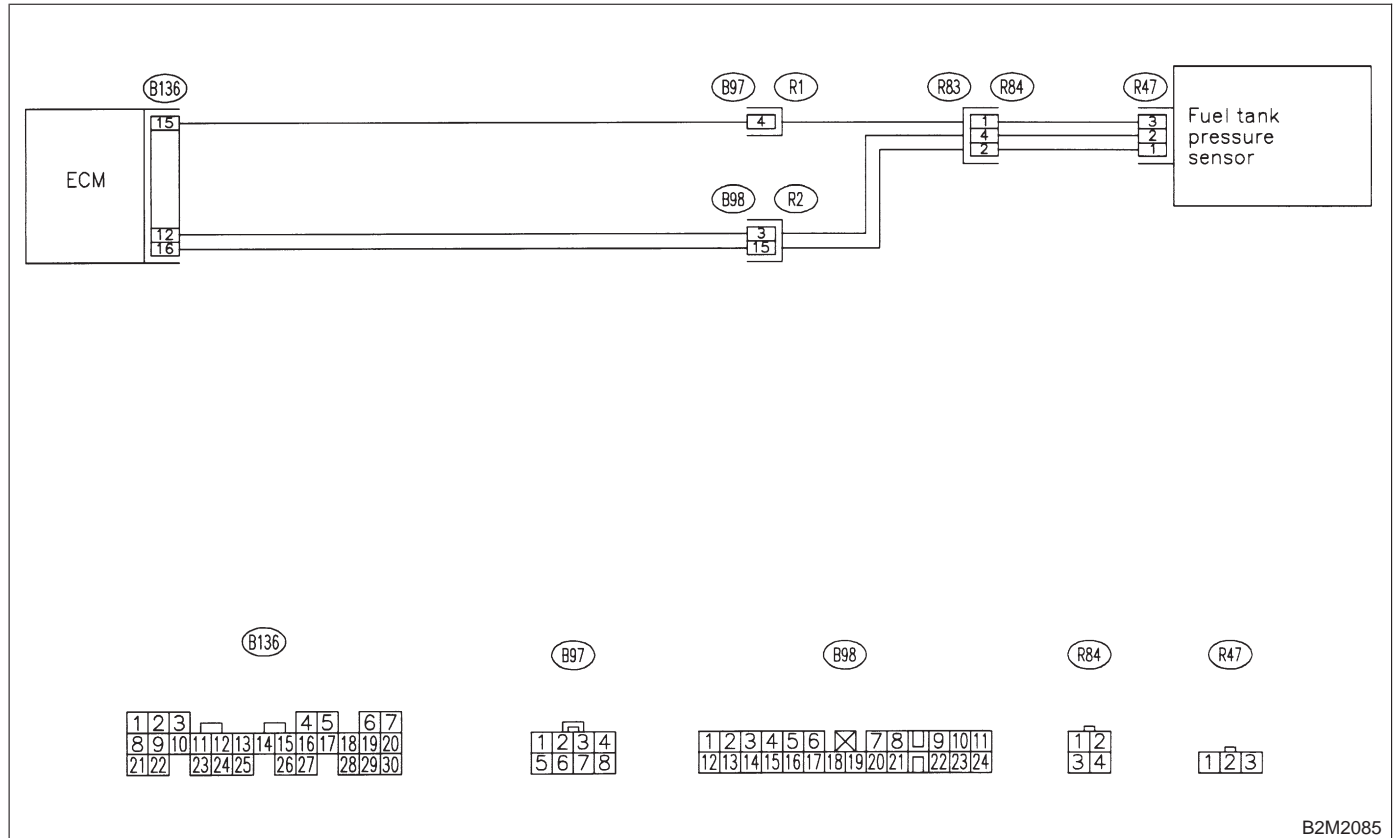 B136
B97 R1
R83 R84
R47
15
4
1
4
2
3
2
1
Fuel tank
pressure
sensor
ECM
B98 R2
12
16
3
15
B136
B97
B98
R84
R47
1 2 3 4 5 6 7
8 9 10 11 12 13 14 15 16 17 18 19 20
21 22 23 24 25 26 27 28 29 30
1 2 3 4
5 6 7 8
1 2 3 4 5 6 7 8 9 10 11
12 13 14 15 16 17 18 19 20 21 22 23 24
1 2
3 4
1 2 3
B2M2085